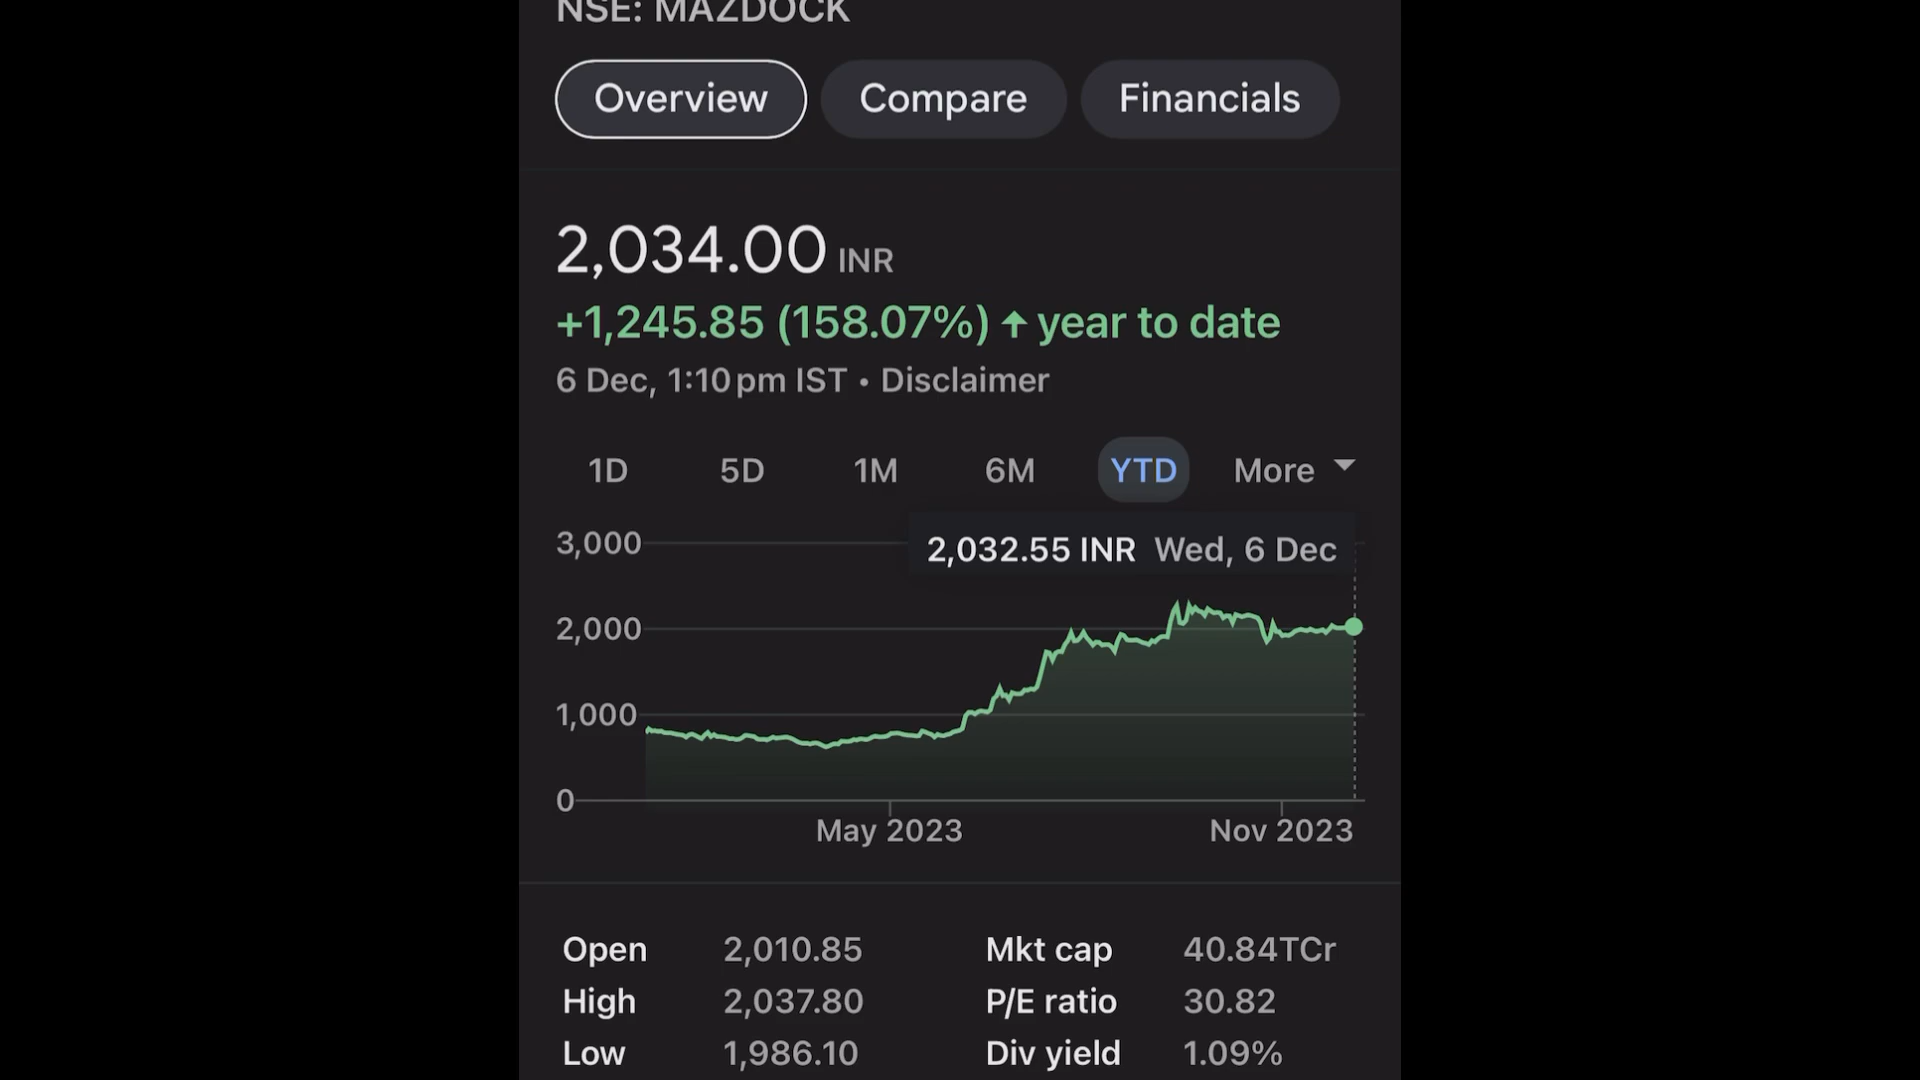 NSE: MAZDOCK
Overview Compare Financials
2,034.00 INR
+1,245.85 (158.07%) ↑ year to date
6 Dec, 1:10 pm IST • Disclaimer
1D 5D 1M 6M YTD More
2,032.55 INR Wed, 6 Dec
3,000
2,000
1,000
0
May 2023 Nov 2023
Open 2,010.85 Mkt cap 40.84TCr
High 2,037.80 P/E ratio 30.82
Low 1,986.10 Div yield 1.09%